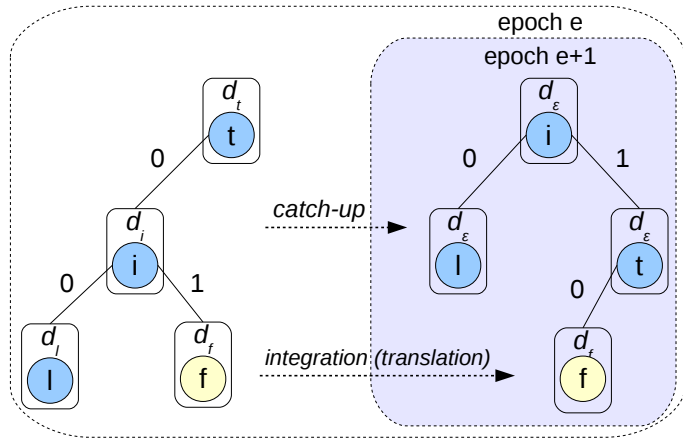 epoch e
epoch e+1
d_t
t
0
d_i
i
0
1
d_l
l
d_f
f
catch-up
integration (translation)
d_ε
i
0
1
d_ε
l
d_ε
t
0
d_f
f